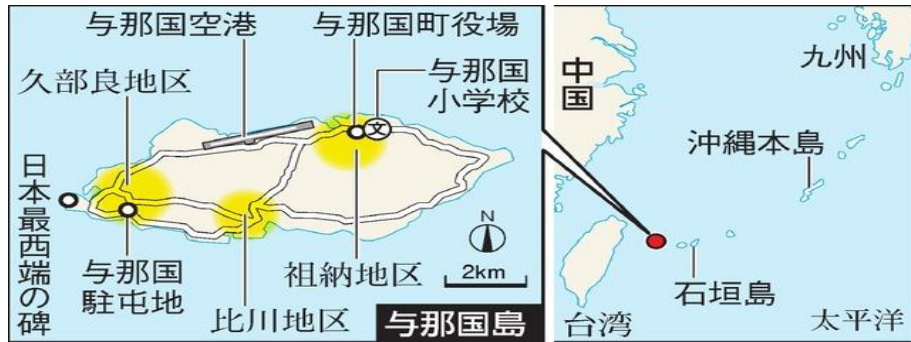 与那国空港
与那国町役場
久部良地区
与那国
小学校
文
日本最西端の碑
与那国
駐屯地
比川地区
祖納地区
N
2km
与那国島
中国
九州
沖縄本島
石垣島
台湾
太平洋